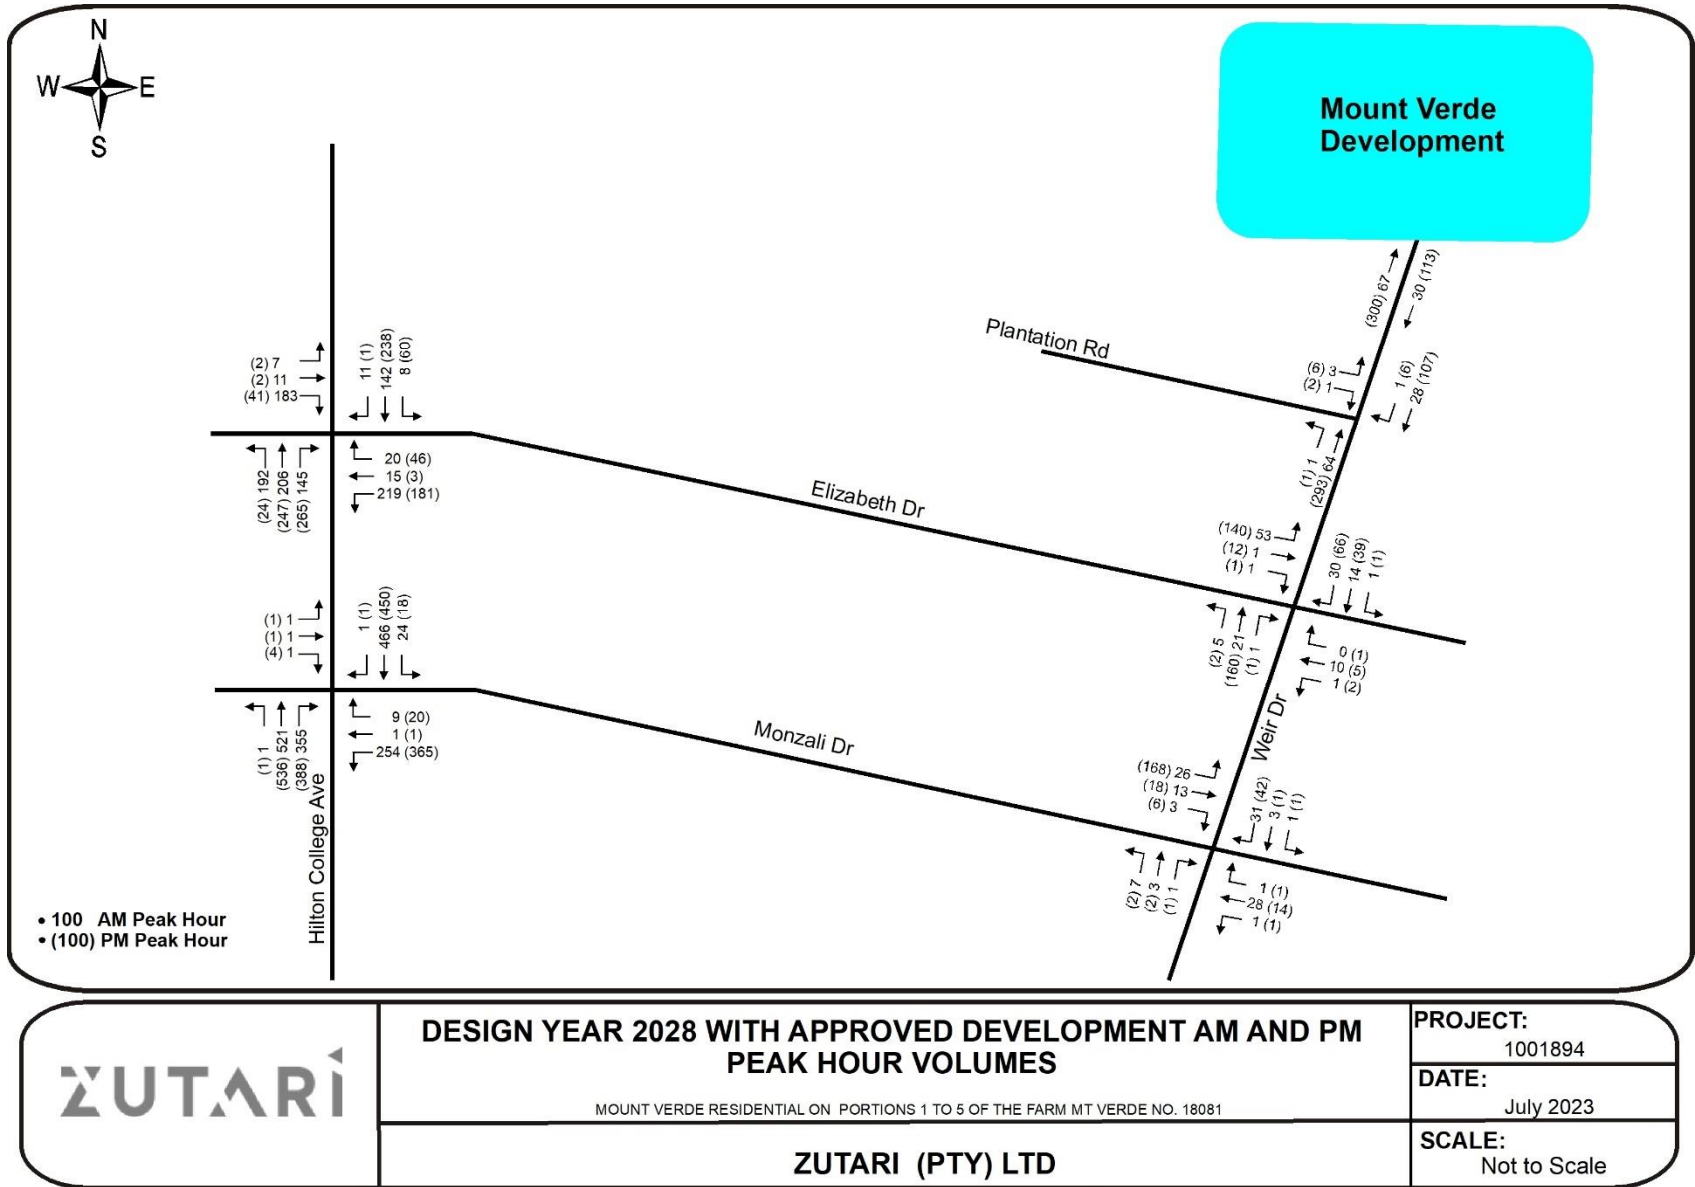 N
W E
S
Mount Verde
Development
(300) 67
30 (113)
Plantation Rd
(6) 3
(2) 1
1 (6)
28 (107)
(1) 1
(293) 64
(2) 7
(2) 11
(41) 183
11 (1)
142 (238)
8 (60)
(24) 192
(247) 206
(265) 145
20 (46)
15 (3)
219 (181)
Elizabeth Dr
(140) 53
(12) 1
(1) 1
30 (66)
14 (39)
1 (1)
(2) 5
(160) 21
(1) 1
0 (1)
10 (5)
1 (2)
(1) 1
(1) 1
(4) 1
1 (1)
466 (450)
24 (18)
(1) 1
(536) 521
(388) 355
9 (20)
1 (1)
254 (365)
Monzali Dr
Weir Dr
(168) 26
(18) 13
(6) 3
31 (42)
3 (1)
1 (1)
(2) 7
(2) 3
(1) 1
1 (1)
28 (14)
1 (1)
Hilton College Ave
• 100 AM Peak Hour
• (100) PM Peak Hour
ZUTARI
DESIGN YEAR 2028 WITH APPROVED DEVELOPMENT AM AND PM
PEAK HOUR VOLUMES
MOUNT VERDE RESIDENTIAL ON PORTIONS 1 TO 5 OF THE FARM MT VERDE NO. 18081
ZUTARI (PTY) LTD
PROJECT:
1001894
DATE:
July 2023
SCALE:
Not to Scale